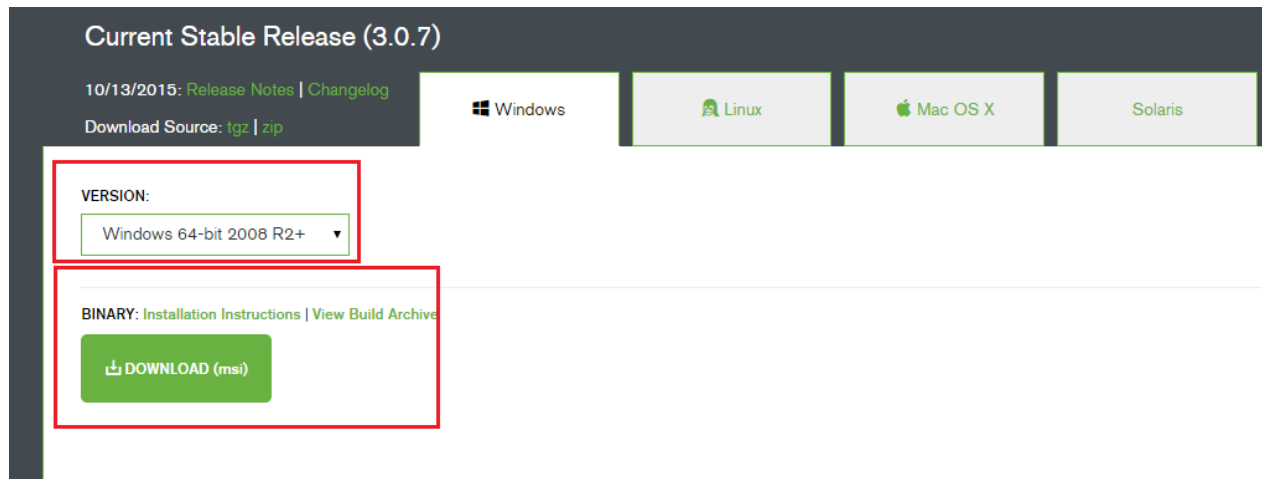 Current Stable Release (3.0.7)
10/13/2015: Release Notes | Changelog
Download Source: tgz | zip
Windows
Linux
Mac OS X
Solaris
VERSION:
Windows 64-bit 2008 R2+
BINARY: Installation Instructions | View Build Archive
DOWNLOAD (msi)